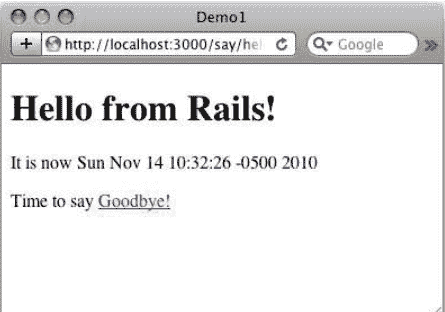 Demo1
http://localhost:3000/say/hel
Google
Hello from Rails!
It is now Sun Nov 14 10:32:26 -0500 2010
Time to say Goodbye!